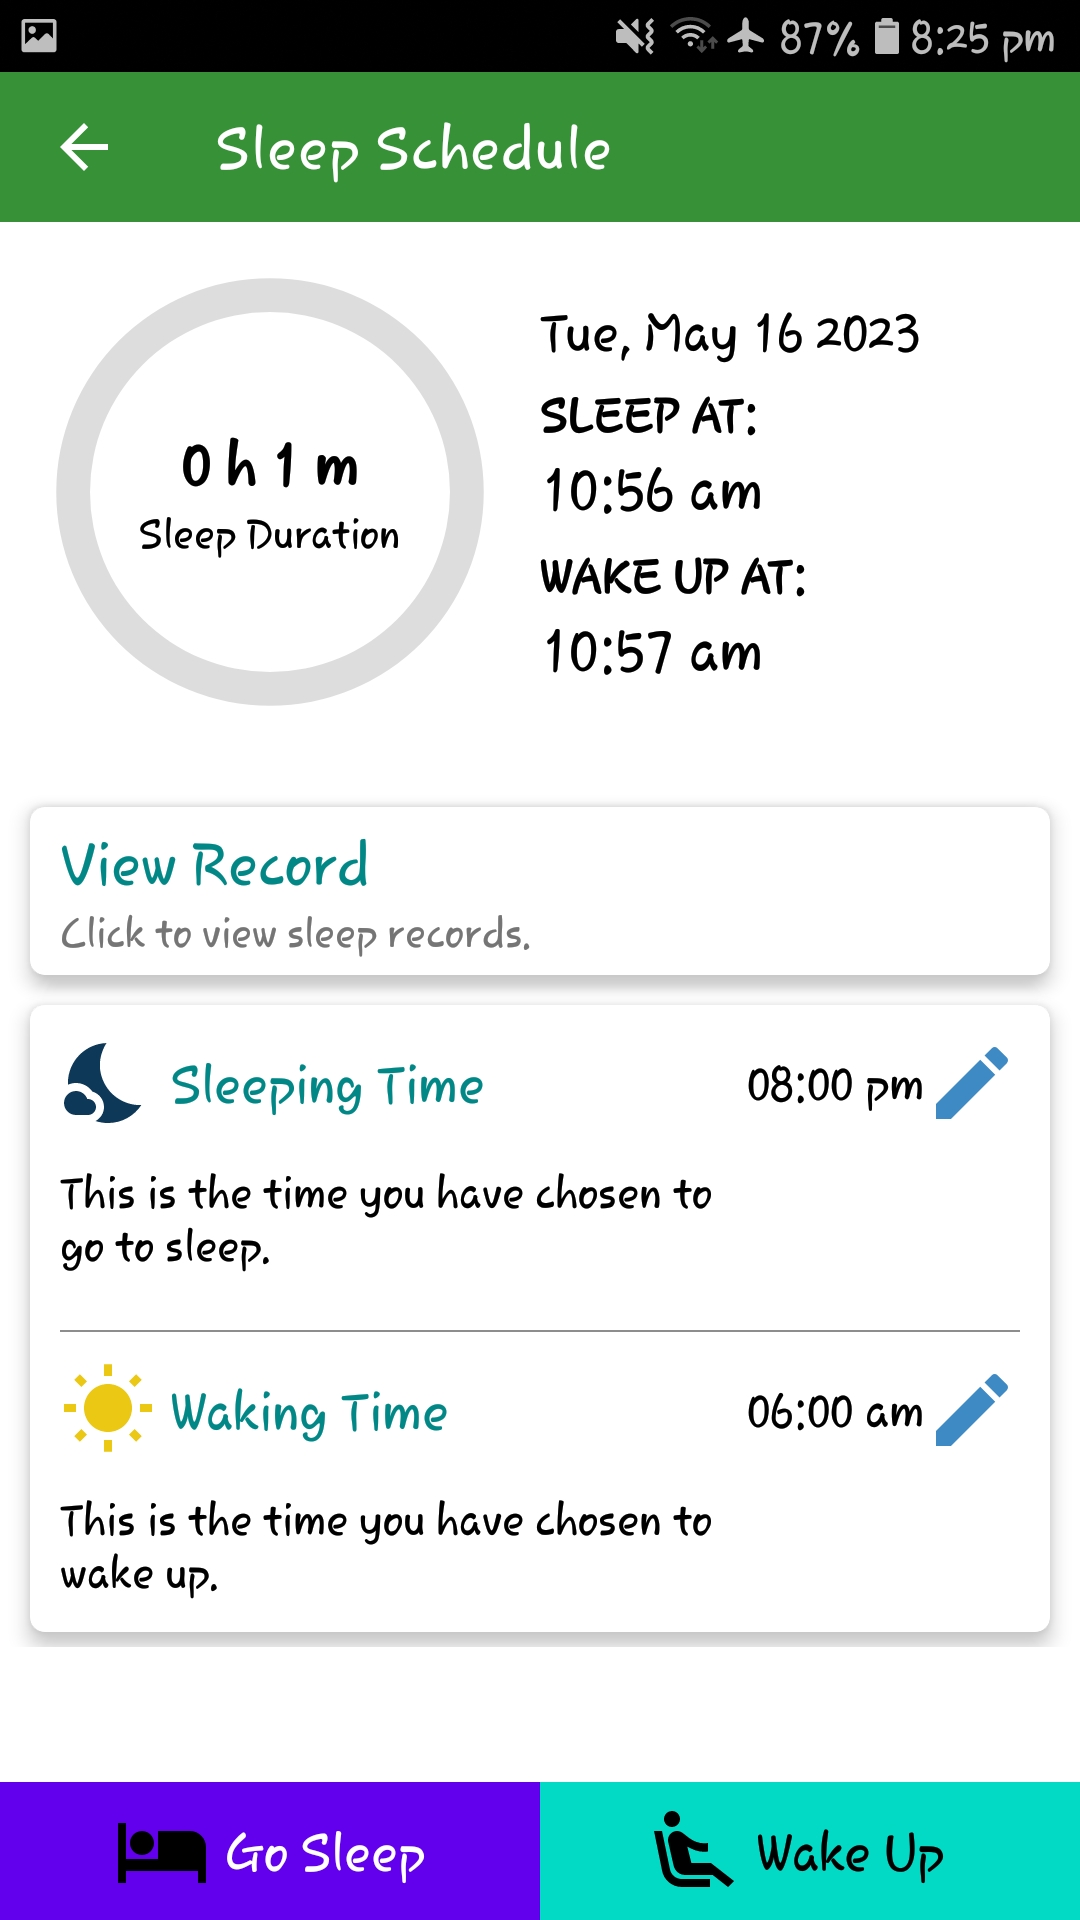 87% 8:25 pm
Sleep Schedule
0 h 1 m
Sleep Duration
Tue, May 16 2023
SLEEP AT:
10:56 am
WAKE UP AT:
10:57 am
View Record
Click to view sleep records.
Sleeping Time 08:00 pm
This is the time you have chosen to
go to sleep.
Waking Time 06:00 am
This is the time you have chosen to
wake up.
Go Sleep
Wake Up